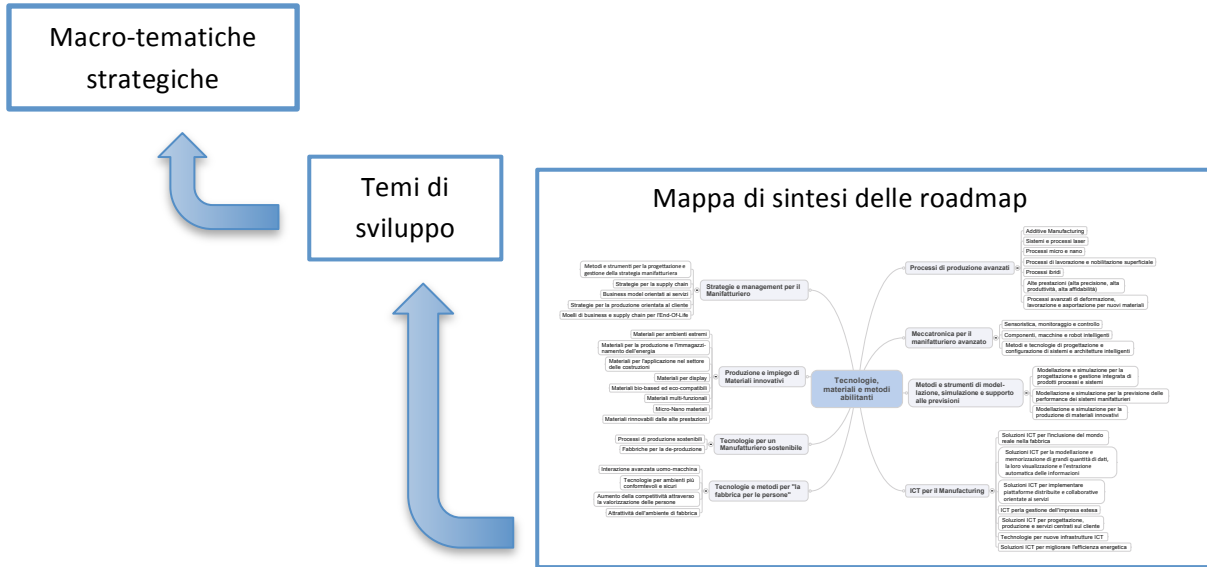 Macro-tematiche
strategiche
Temi di
sviluppo
Mappa di sintesi delle roadmap
Metodi e strumenti per la progettazione e
gestione della strategia manifatturiera
Strategie per la supply chain
Business model orientati ai servizi
Strategie per la produzione orientata al cliente
Moelli di business e supply chain per l'End-Of-Life
Strategie e management per il
Manifatturiero
Materiali per ambienti estremi
Materiali per la produzione e l'immagazzi-
namento dell'energia
Materiali per l'applicazione nel settore
delle costruzioni
Materiali per display
Materiali bio-based ed eco-compatibili
Materiali multi-funzionali
Micro-Nano materiali
Materiali rinnovabili dalle alte prestazioni
Produzione e impiego di
Materiali innovativi
Processi di produzione sostenibili
Fabbriche per la de-produzione
Tecnologie per un
Manufatturiero sostenibile
Interazione avanzata uomo-macchina
Tecnologie per ambienti più
conformtevoli e sicuri
Aumento della competitività attraverso
la valorizzazione delle persone
Attrattività dell'ambiente di fabbrica
Tecnologie e metodi per "la
fabbrica per le persone"
Tecnologie,
materiali e metodi
abilitanti
Processi di produzione avanzati
Additive Manufacturing
Sistemi e processi laser
Processi micro e nano
Processi di lavorazione e nobilitazione superficiale
Processi ibridi
Alte prestazioni (alta precisione, alta
produttività, alta affidabilità)
Processi avanzati di deformazione,
lavorazione e asportazione per nuovi materiali
Meccatronica per il
manifatturiero avanzato
Sensoristica, monitoraggio e controllo
Componenti, macchine e robot intelligenti
Metodi e tecnologie di progettazione e
configurazione di sistemi e architetture intelligenti
Metodi e strumenti di model-
lazione, simulazione e supporto
alle previsioni
Modellazione e simulazione per la
progettazione e gestione integrata di
prodotti processi e sistemi
Modellazione e simulazione per la previsione delle
performance dei sistemi manifatturieri
Modellazione e simulazione per la
produzione di materiali innovativi
ICT per il Manufacturing
Soluzioni ICT per l'inclusione del mondo
reale nella fabbrica
Soluzioni ICT per la modellazione e
memorizzazione di grandi quantità di dati,
la loro visualizzazione e l'estrazione
automatica delle informazioni
Soluzioni ICT per implementare
piattaforme distribuite e collaborative
orientate ai servizi
ICT perla gestione dell'impresa estesa
Soluzioni ICT per progettazione,
produzione e servizi centrati sul cliente
Technologie per nuove infrastrutture ICT
Soluzioni ICT per migliorare l'efficienza energetica